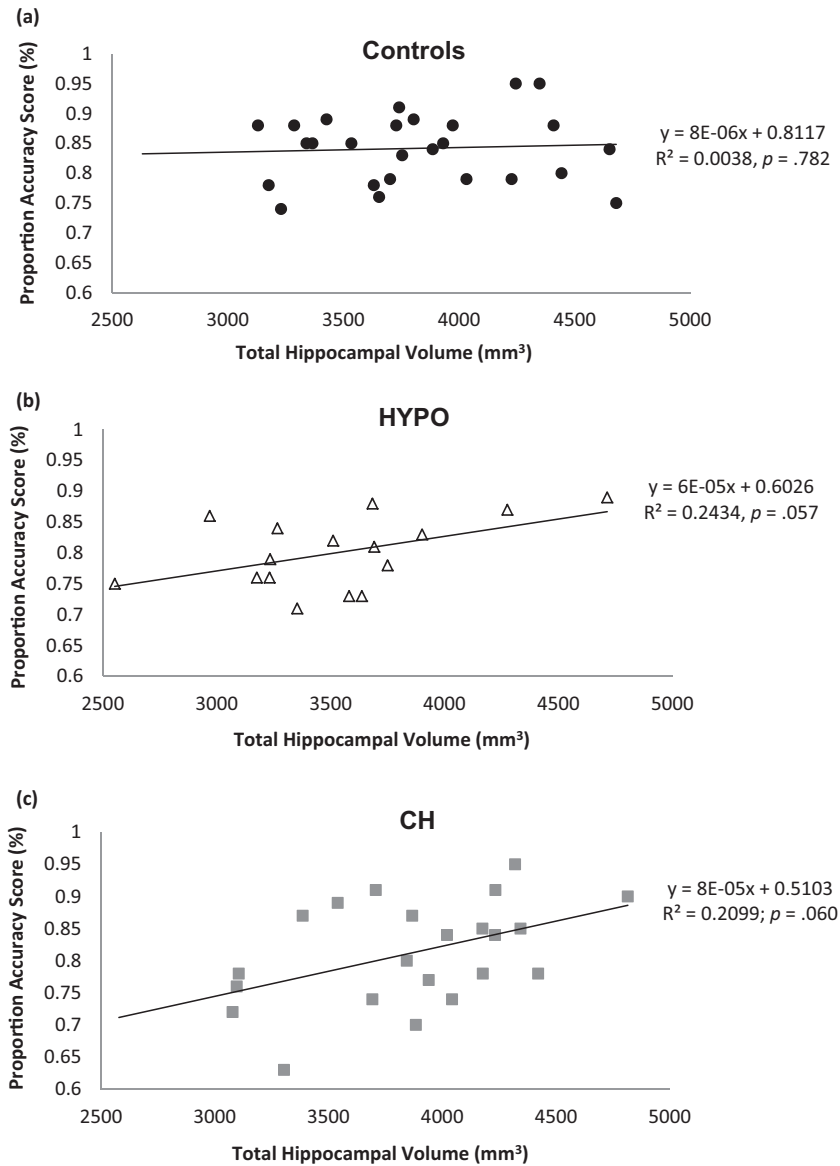 (a)
Controls
Proportion Accuracy Score (%)
1
0.95
0.9
0.85
0.8
0.75
0.7
0.65
0.6
y = 8E-06x + 0.8117
R² = 0.0038, p = .782
2500 3000 3500 4000 4500 5000
Total Hippocampal Volume (mm³)
(b)
HYPO
Proportion Accuracy Score (%)
1
0.95
0.9
0.85
0.8
0.75
0.7
0.65
0.6
y = 6E-05x + 0.6026
R² = 0.2434, p = .057
2500 3000 3500 4000 4500 5000
Total Hippocampal Volume (mm³)
(c)
CH
Proportion Accuracy Score (%)
1
0.95
0.9
0.85
0.8
0.75
0.7
0.65
0.6
y = 8E-05x + 0.5103
R² = 0.2099; p = .060
2500 3000 3500 4000 4500 5000
Total Hippocampal Volume (mm³)